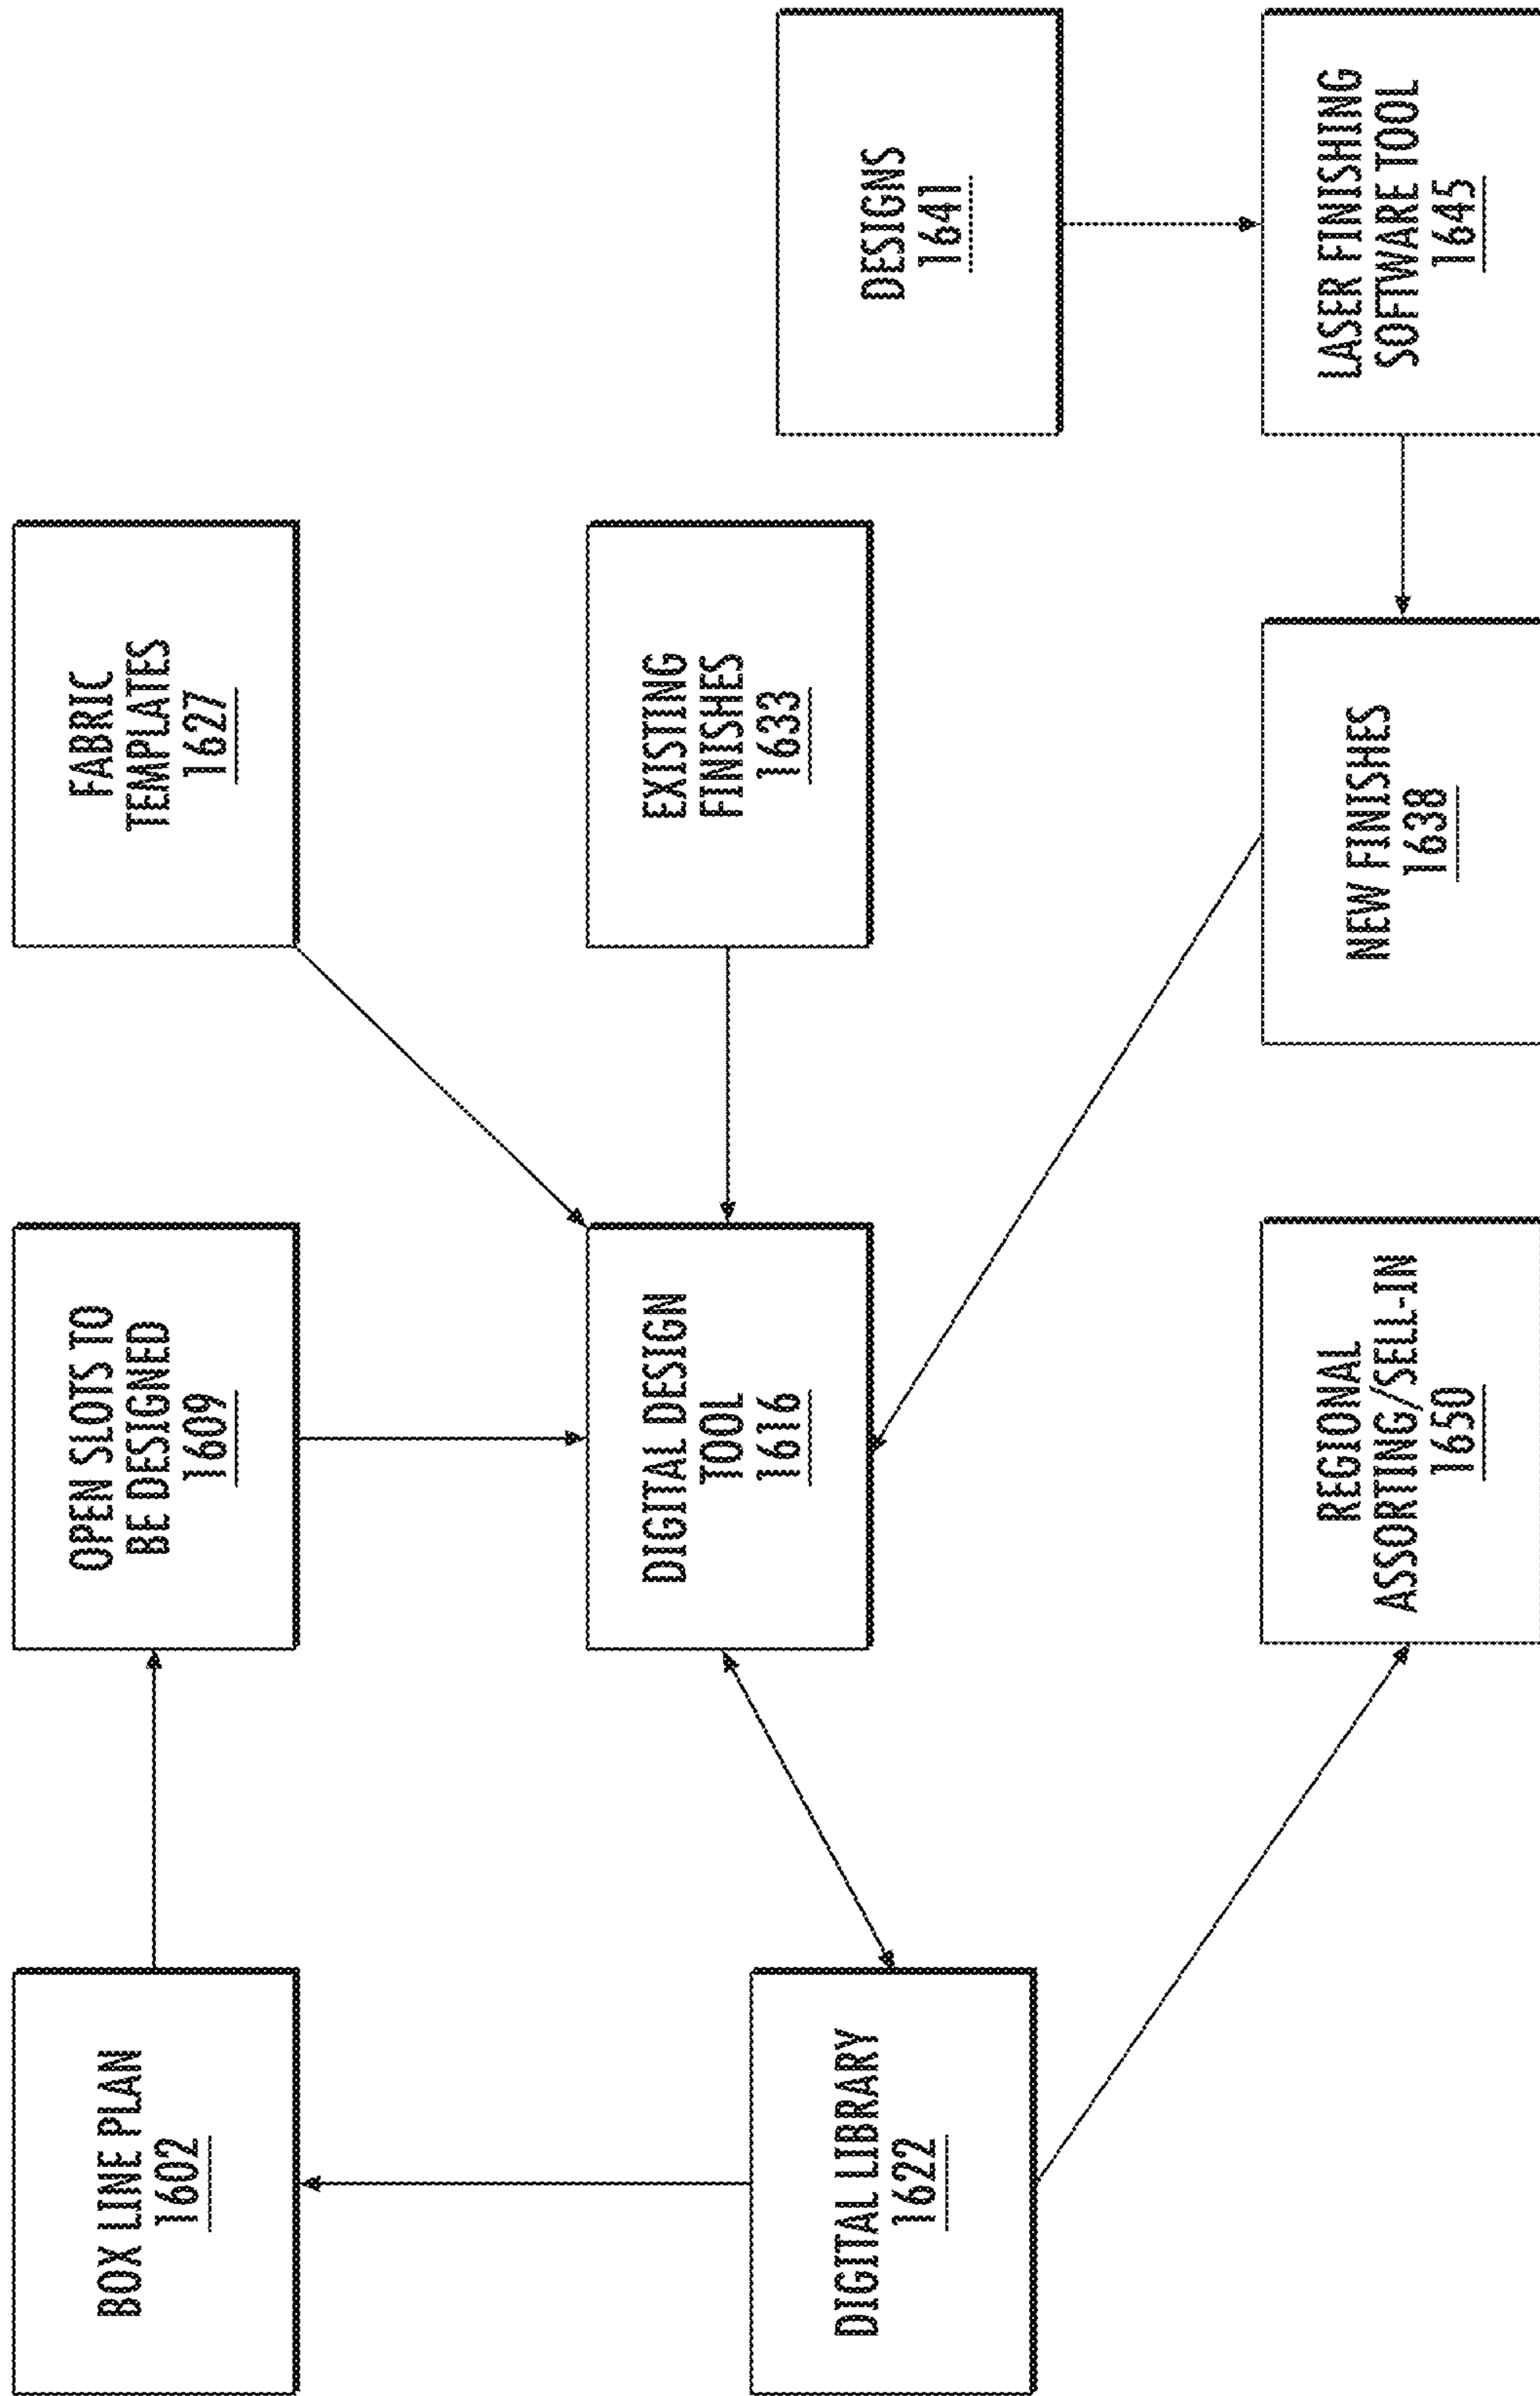 BOX LINE PLAN
1602
OPEN SLOTS TO
BE DESIGNED
1609
FABRIC
TEMPLATES
1627
DIGITAL DESIGN
TOOL
1616
EXISTING
FINISHES
1633
DIGITAL LIBRARY
1622
DESIGNS
1641
REGIONAL
ASSORTING/SELL-IN
1650
NEW FINISHES
1638
LASER FINISHING
SOFTWARE TOOL
1645